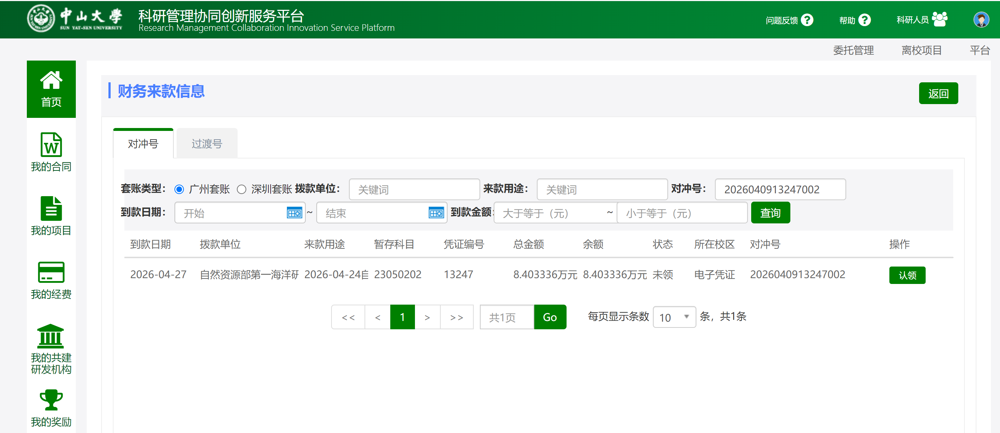 中山大學
SUN YAT-SEN UNIVERSITY
科研管理协同创新服务平台
Research Management Collaboration Innovation Service Platform
问题反馈 ?
帮助 ?
科研人员
委托管理 离校项目 平台
首页
我的合同
我的项目
我的经费
我的共建
研发机构
我的奖励
财务来款信息
返回
对冲号 过渡号
套账类型： 广州套账 深圳套账 拨款单位： 关键词 来款用途： 关键词 对冲号： 2026040913247002
到款日期： 开始 ~ 结束 到款金额: 大于等于（元） ~ 小于等于（元） 查询
到款日期 拨款单位 来款用途 暂存科目 凭证编号 总金额 余额 状态 所在校区 对冲号 操作
2026-04-27 自然资源部第一海洋研 2026-04-24自 23050202 13247 8.403336万元 8.403336万元 未领 电子凭证 2026040913247002 认领
<< < 1 > >> 共1页 Go 每页显示条数 10 条，共1条